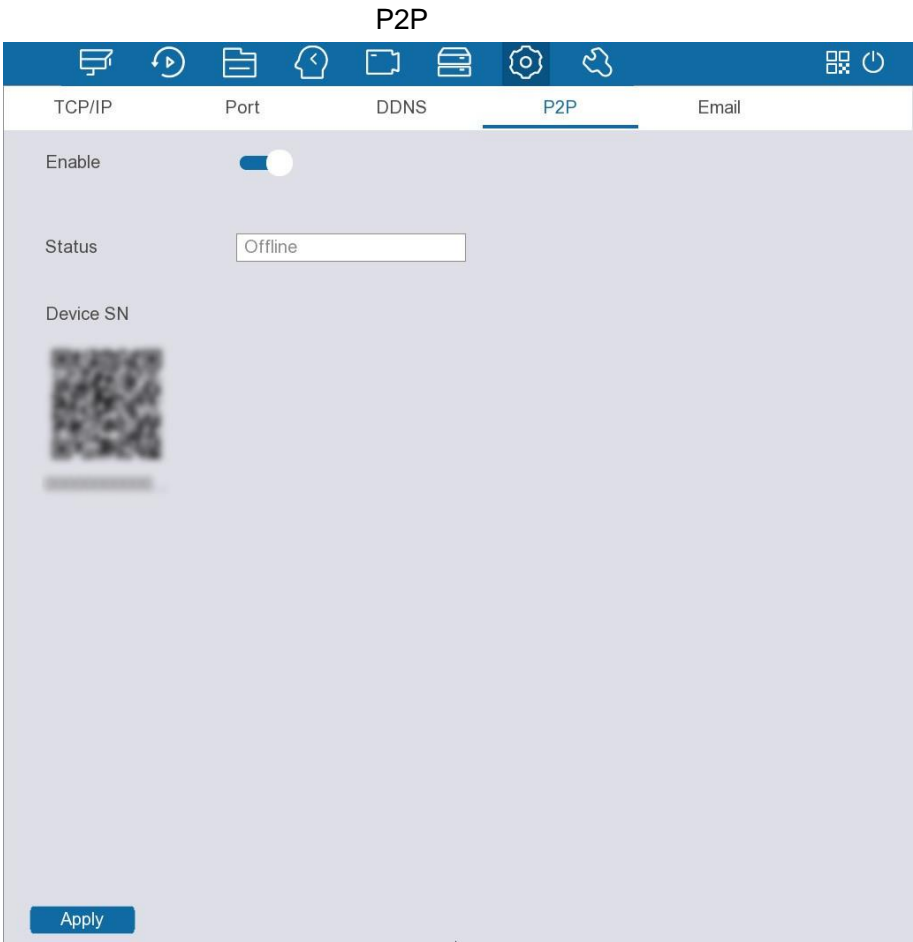 P2P
TCP/IP Port DDNS P2P Email
Enable
Status Offline
Device SN
Apply